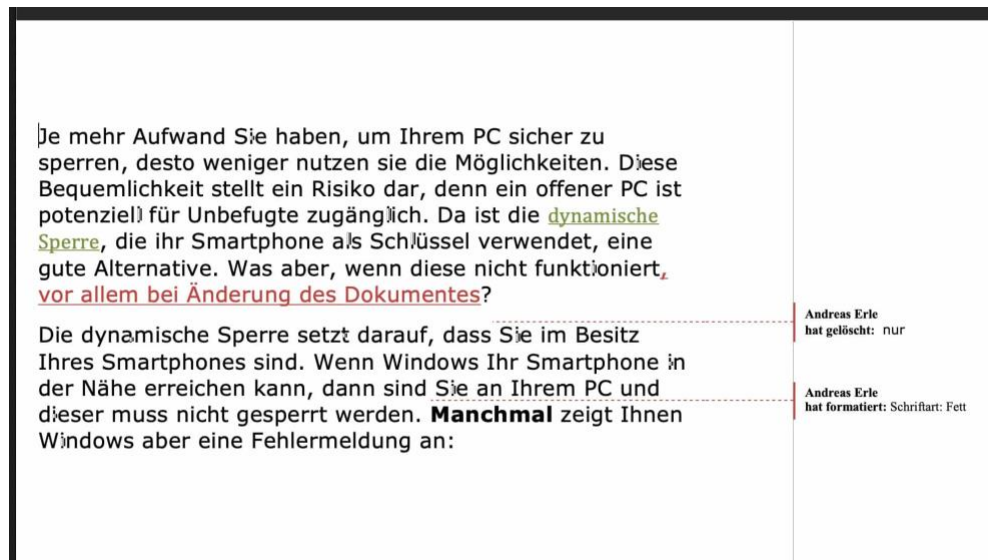 Je mehr Aufwand Sie haben, um Ihrem PC sicher zu
sperren, desto weniger nutzen sie die Möglichkeiten. Diese
Bequemlichkeit stellt ein Risiko dar, denn ein offener PC ist
potenziell für Unbefugte zugänglich. Da ist die dynamische
Sperre, die ihr Smartphone als Schlüssel verwendet, eine
gute Alternative. Was aber, wenn diese nicht funktioniert,
vor allem bei Änderung des Dokumentes?
Die dynamische Sperre setzt darauf, dass Sie im Besitz
Ihres Smartphones sind. Wenn Windows Ihr Smartphone in
der Nähe erreichen kann, dann sind Sie an Ihrem PC und
dieser muss nicht gesperrt werden. Manchmal zeigt Ihnen
Windows aber eine Fehlermeldung an:
Andreas Erle
hat gelöscht: nur
Andreas Erle
hat formatiert: Schriftart: Fett